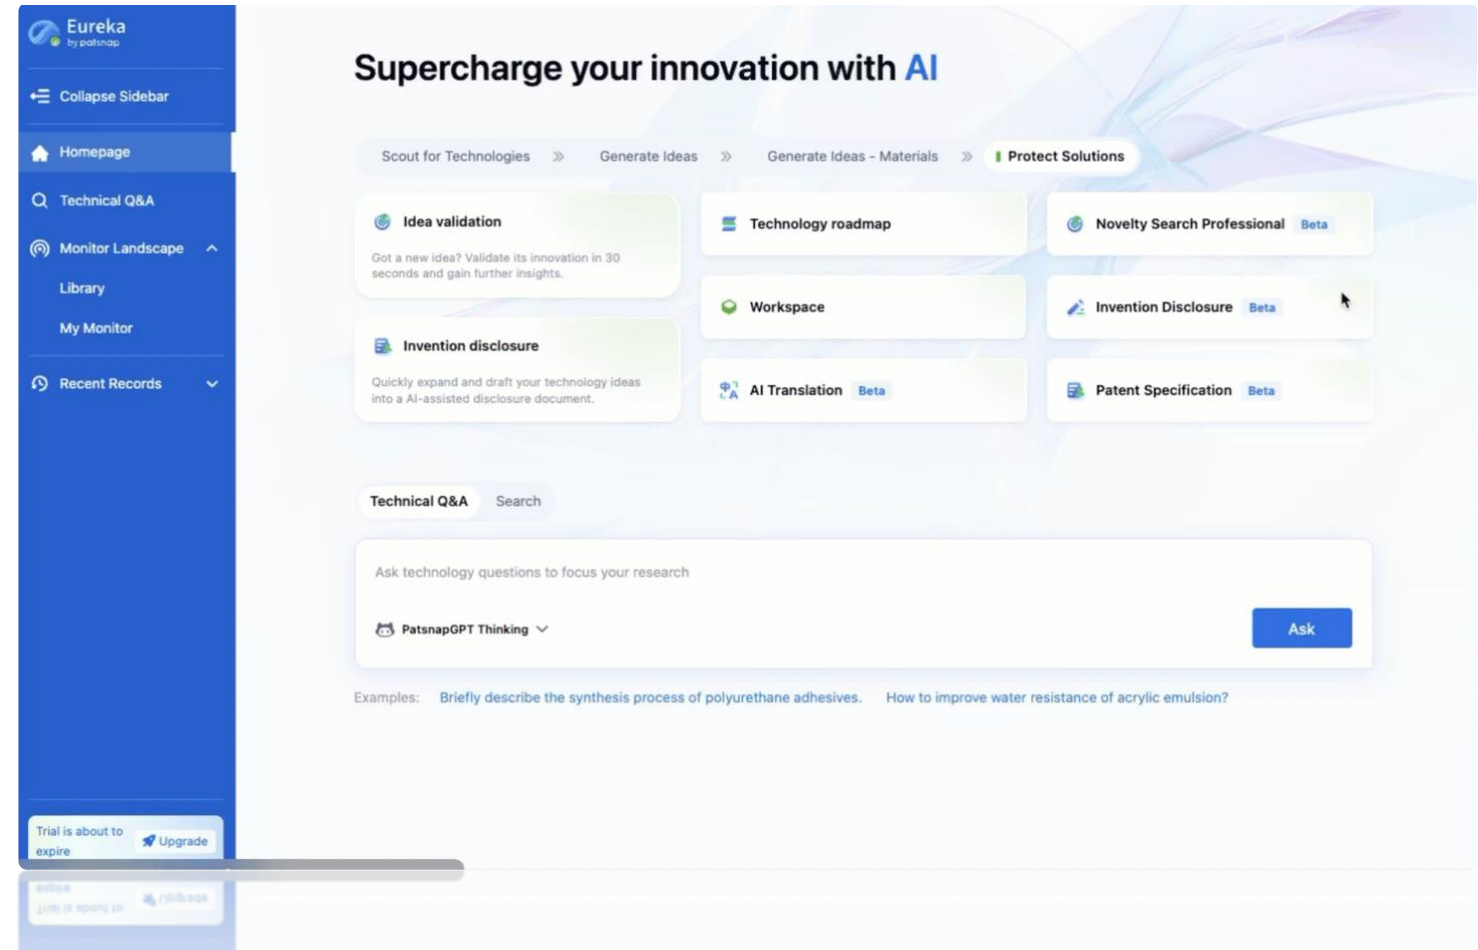 Eureka
by patsnap
Collapse Sidebar
Homepage
Technical Q&A
Monitor Landscape
Library
My Monitor
Recent Records
Trial is about to
expire
Upgrade
Supercharge your innovation with AI
Scout for Technologies
Generate Ideas
Generate Ideas - Materials
Protect Solutions
Idea validation
Got a new idea? Validate its innovation in 30
seconds and gain further insights.
Invention disclosure
Quickly expand and draft your technology ideas
into a AI-assisted disclosure document.
Technology roadmap
Workspace
AI Translation Beta
Novelty Search Professional Beta
Invention Disclosure Beta
Patent Specification Beta
Technical Q&A
Search
Ask technology questions to focus your research
PatsnapGPT Thinking
Ask
Examples: Briefly describe the synthesis process of polyurethane adhesives. How to improve water resistance of acrylic emulsion?